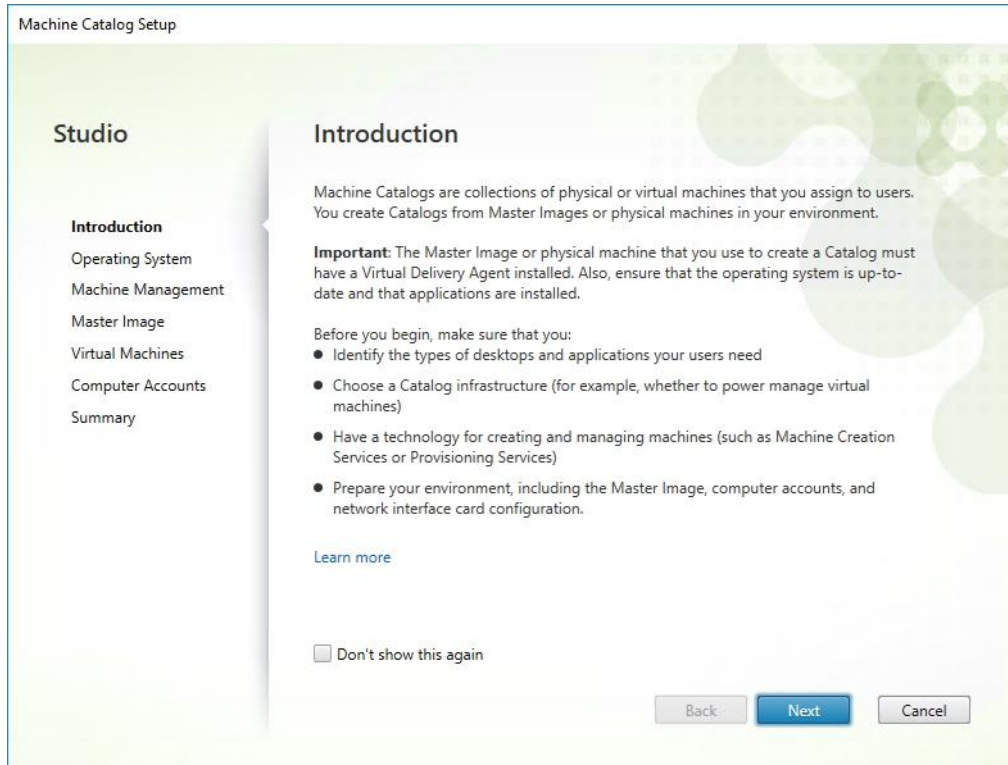 Machine Catalog Setup
Studio
Introduction
Operating System
Machine Management
Master Image
Virtual Machines
Computer Accounts
Summary
Introduction
Machine Catalogs are collections of physical or virtual machines that you assign to users.
You create Catalogs from Master Images or physical machines in your environment.
Important: The Master Image or physical machine that you use to create a Catalog must
have a Virtual Delivery Agent installed. Also, ensure that the operating system is up-to-
date and that applications are installed.
Before you begin, make sure that you:
● Identify the types of desktops and applications your users need
● Choose a Catalog infrastructure (for example, whether to power manage virtual
machines)
● Have a technology for creating and managing machines (such as Machine Creation
Services or Provisioning Services)
● Prepare your environment, including the Master Image, computer accounts, and
network interface card configuration.
Learn more
Don't show this again
Back Next Cancel